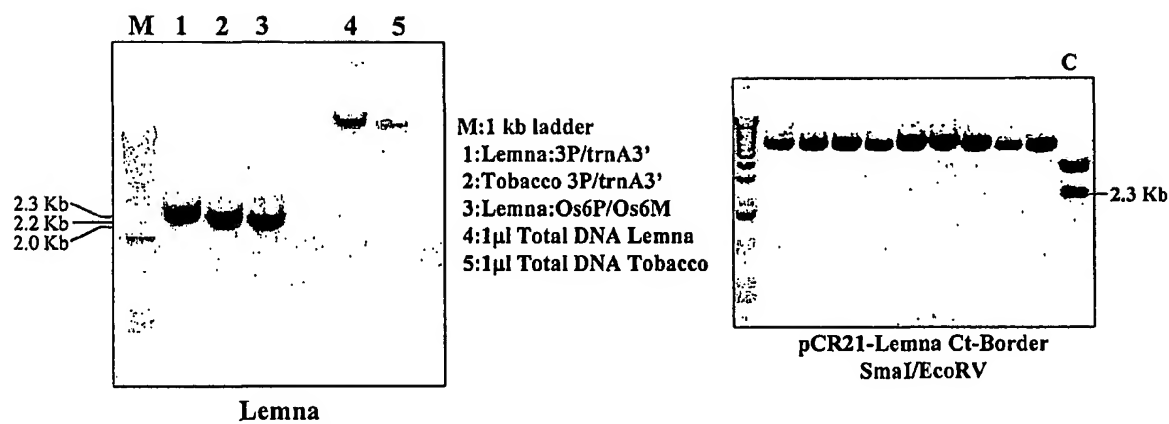 M 1 2 3 4 5
2.3 Kb
2.2 Kb
2.0 Kb
Lemna
M:1 kb ladder
1:Lemna:3P/trnA3'
2:Tobacco 3P/trnA3'
3:Lemna:Os6P/Os6M
4:1µl Total DNA Lemna
5:1µl Total DNA Tobacco
C
2.3 Kb
pCR21-Lemna Ct-Border
SmaI/EcoRV